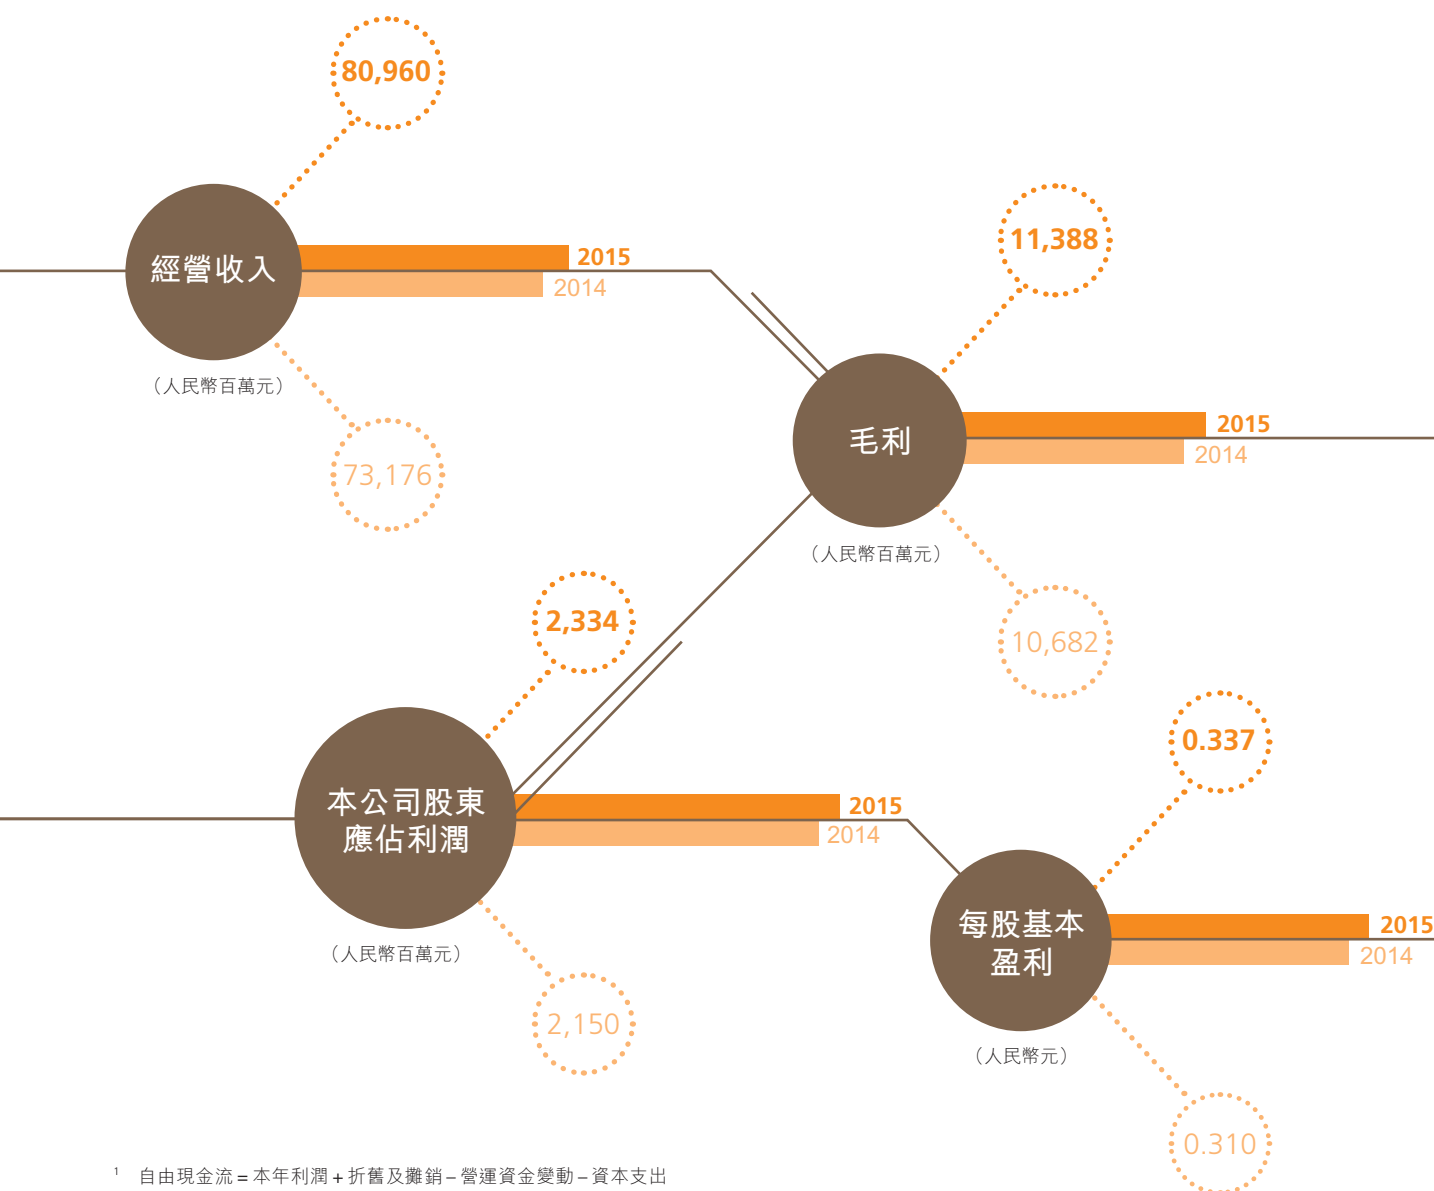 80,960
經營收入
2015
2014
（人民幣百萬元）
73,176
11,388
毛利
2015
2014
（人民幣百萬元）
10,682
2,334
本公司股東
應佔利潤
2015
2014
（人民幣百萬元）
2,150
0.337
每股基本
盈利
2015
2014
（人民幣元）
0.310
1 自由現金流 = 本年利潤 + 折舊及攤銷 – 營運資金變動 – 資本支出